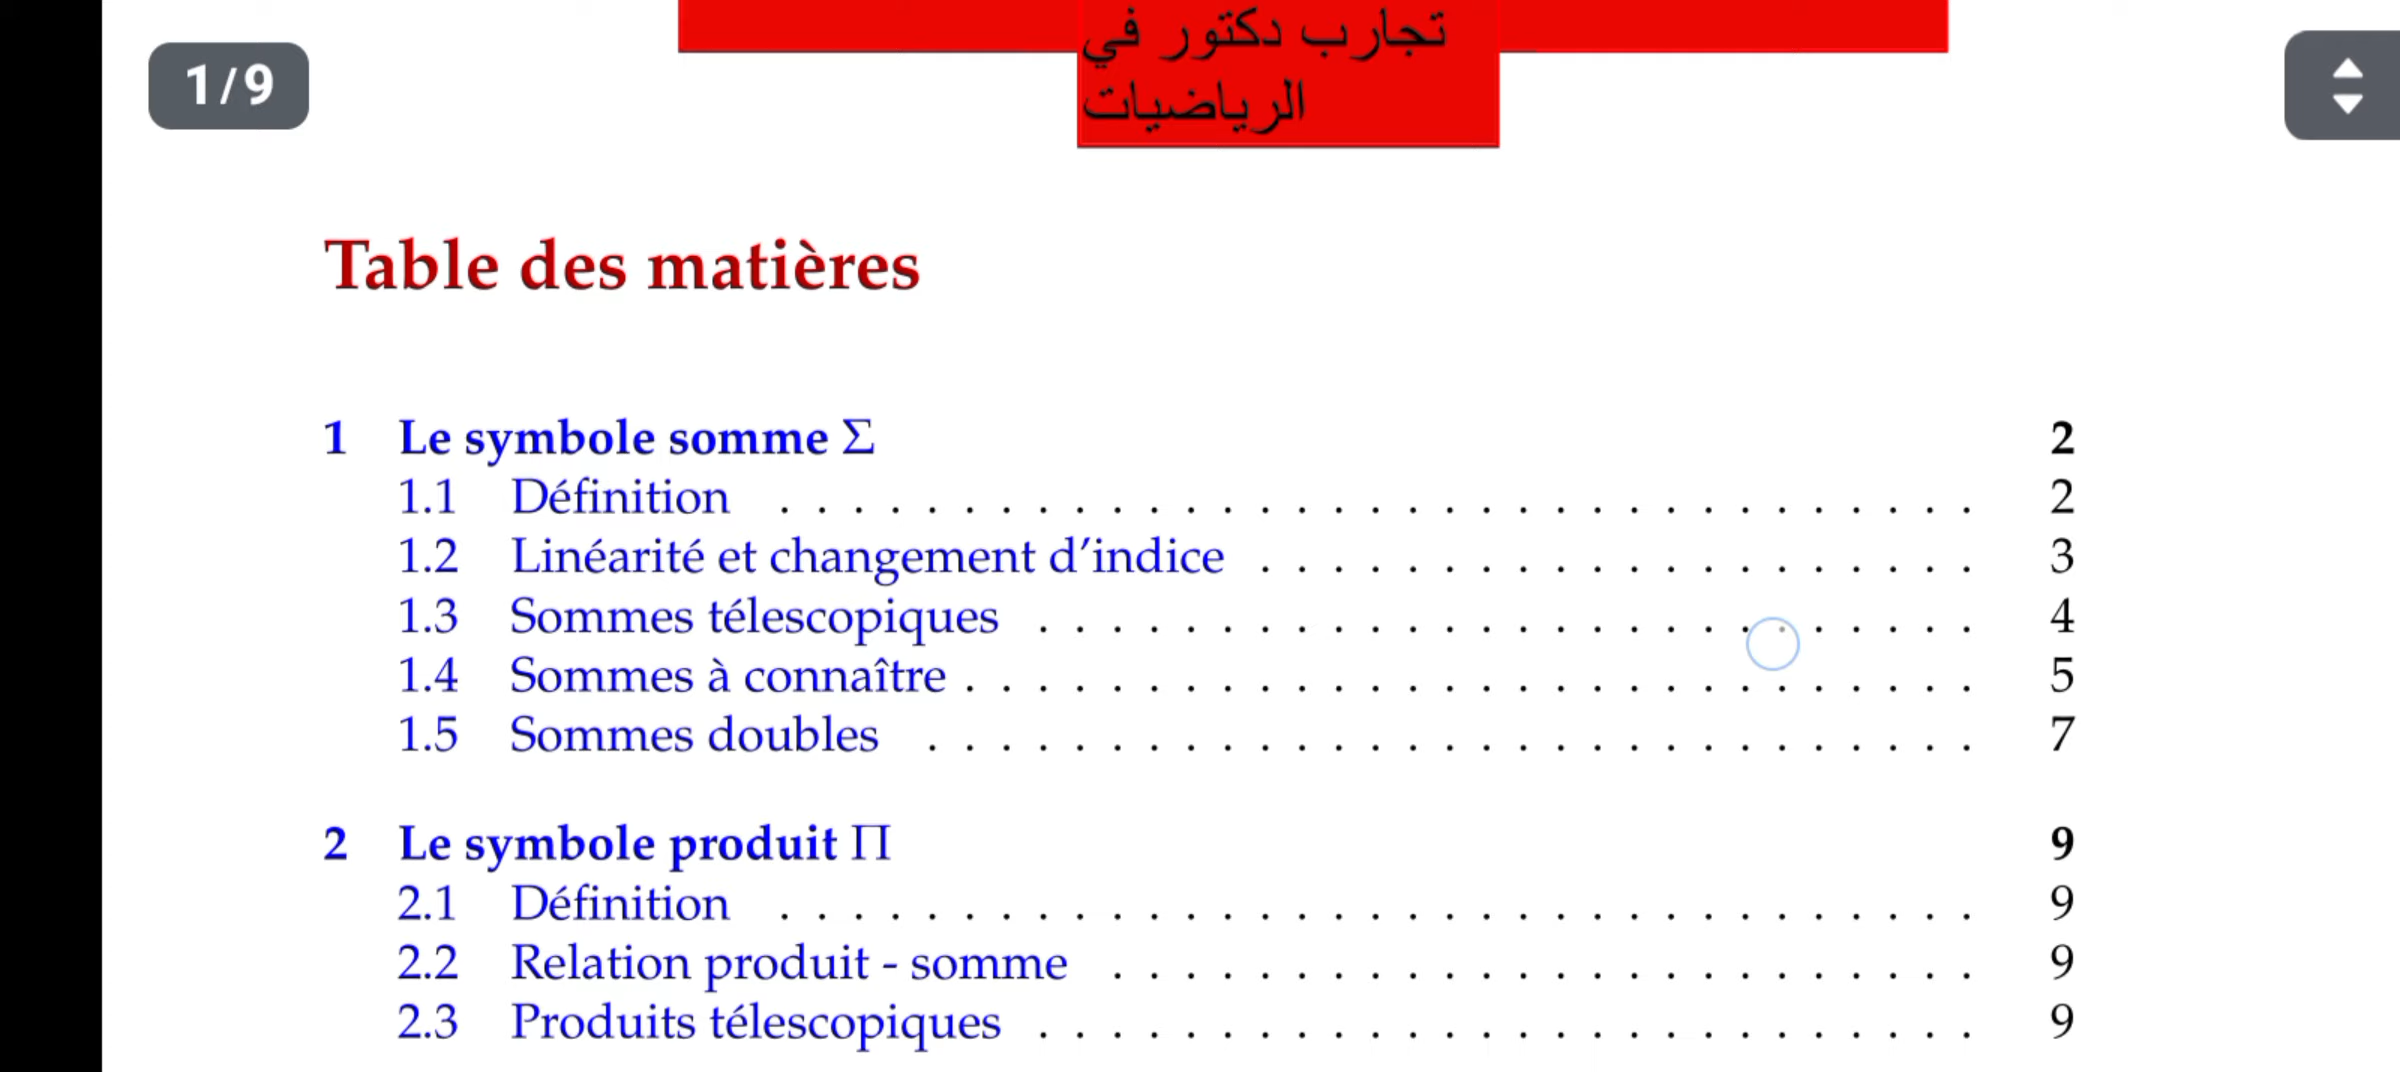 تجارب دكتور في
الرياضيات
1/9
Table des matières
1 Le symbole somme Σ 2
1.1 Définition . . . . . . . . . . . . . . . . . . . . . . . . . . . . . . . . . 2
1.2 Linéarité et changement d’indice . . . . . . . . . . . . . . . . . . . . 3
1.3 Sommes télescopiques . . . . . . . . . . . . . . . . . . . . . . . . . . 4
1.4 Sommes à connaître . . . . . . . . . . . . . . . . . . . . . . . . . . . . 5
1.5 Sommes doubles . . . . . . . . . . . . . . . . . . . . . . . . . . . . . 7
2 Le symbole produit Π 9
2.1 Définition . . . . . . . . . . . . . . . . . . . . . . . . . . . . . . . . . 9
2.2 Relation produit - somme . . . . . . . . . . . . . . . . . . . . . . . . 9
2.3 Produits télescopiques . . . . . . . . . . . . . . . . . . . . . . . . . . 9